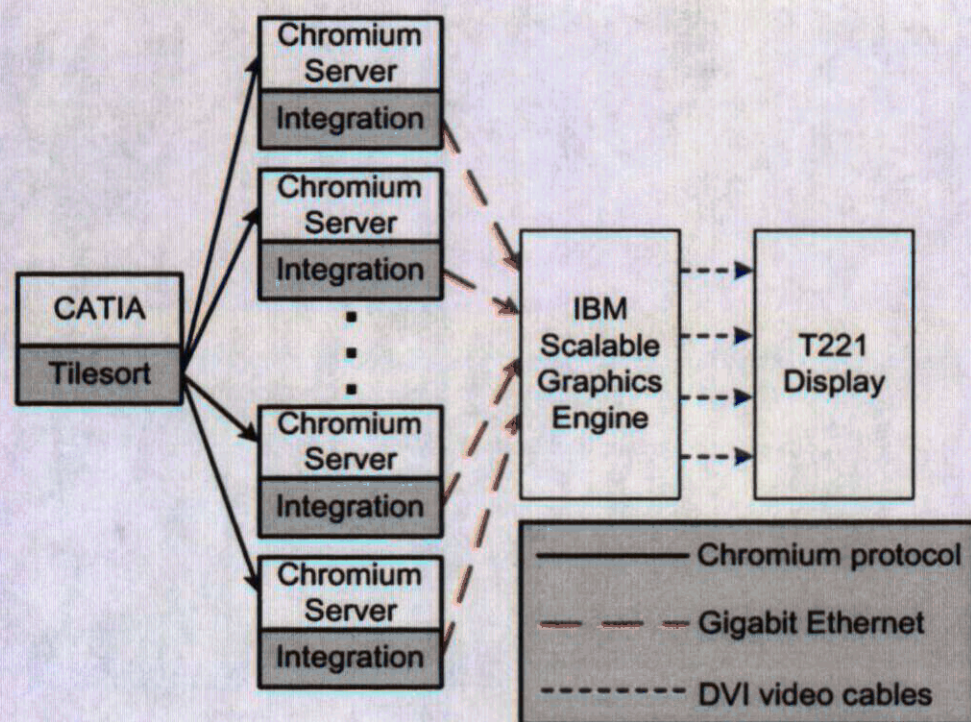 Chromium
Server
Integration
Chromium
Server
Integration
CATIA
Tilesort
Chromium
Server
Integration
Chromium
Server
Integration
IBM
Scalable
Graphics
Engine
T221
Display
Chromium protocol
Gigabit Ethernet
DVI video cables